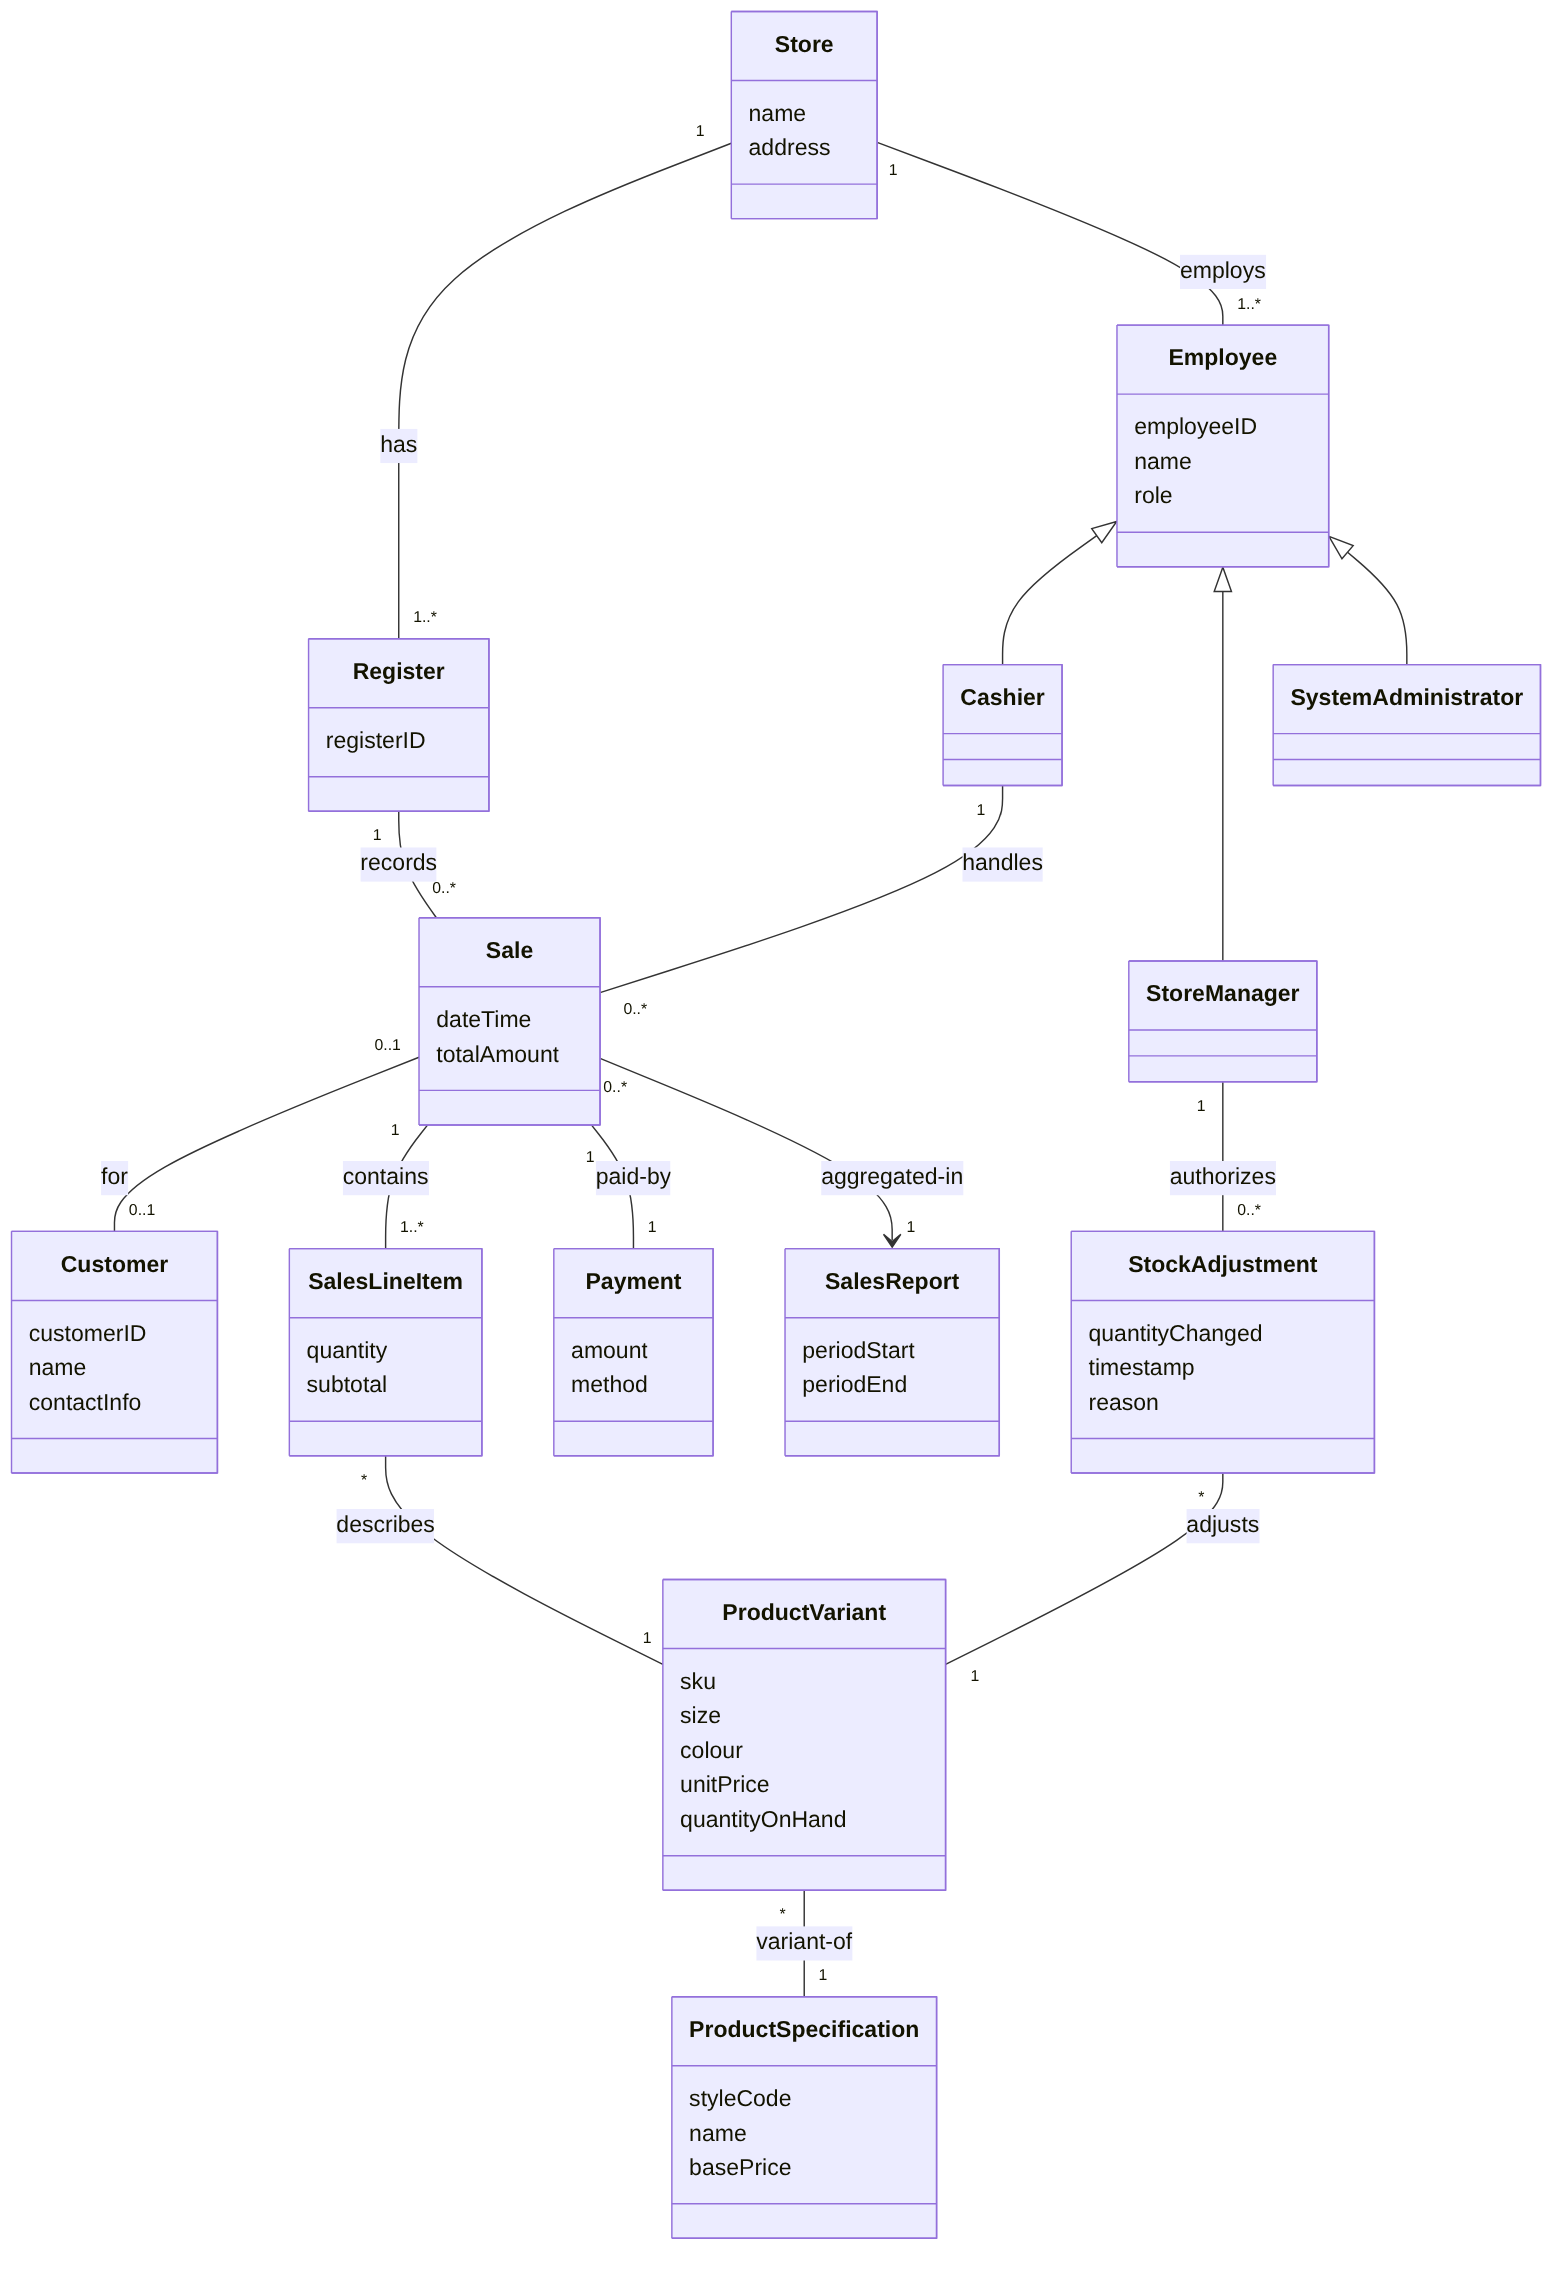 Store
name
address
1
1
employs
1..*
Employee
employeeID
name
role
has
1..*
Register
registerID
Cashier
SystemAdministrator
1
records
0..*
1
handles
0..*
Sale
dateTime
totalAmount
StoreManager
0..1
0..*
1
1
1
for
contains
paid-by
aggregated-in
authorizes
0..1
1..*
1
1
0..*
Customer
customerID
name
contactInfo
SalesLineItem
quantity
subtotal
Payment
amount
method
SalesReport
periodStart
periodEnd
StockAdjustment
quantityChanged
timestamp
reason
*
*
describes
adjusts
1
1
ProductVariant
sku
size
colour
unitPrice
quantityOnHand
*
variant-of
1
ProductSpecification
styleCode
name
basePrice